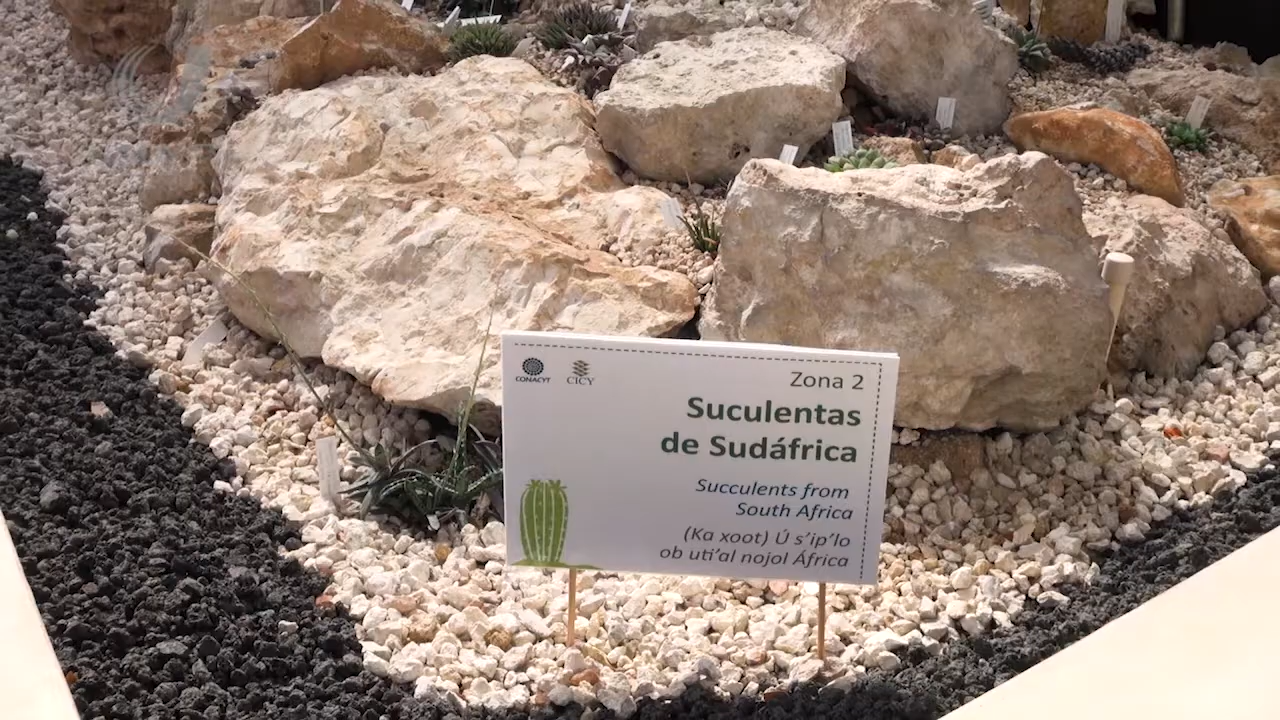 CONACYT
CICY
Zona 2
Suculentas
de Sudáfrica
Succulents from
South Africa
(Ka xoot) Ú s'ip'lo
ob uti'al nojol África